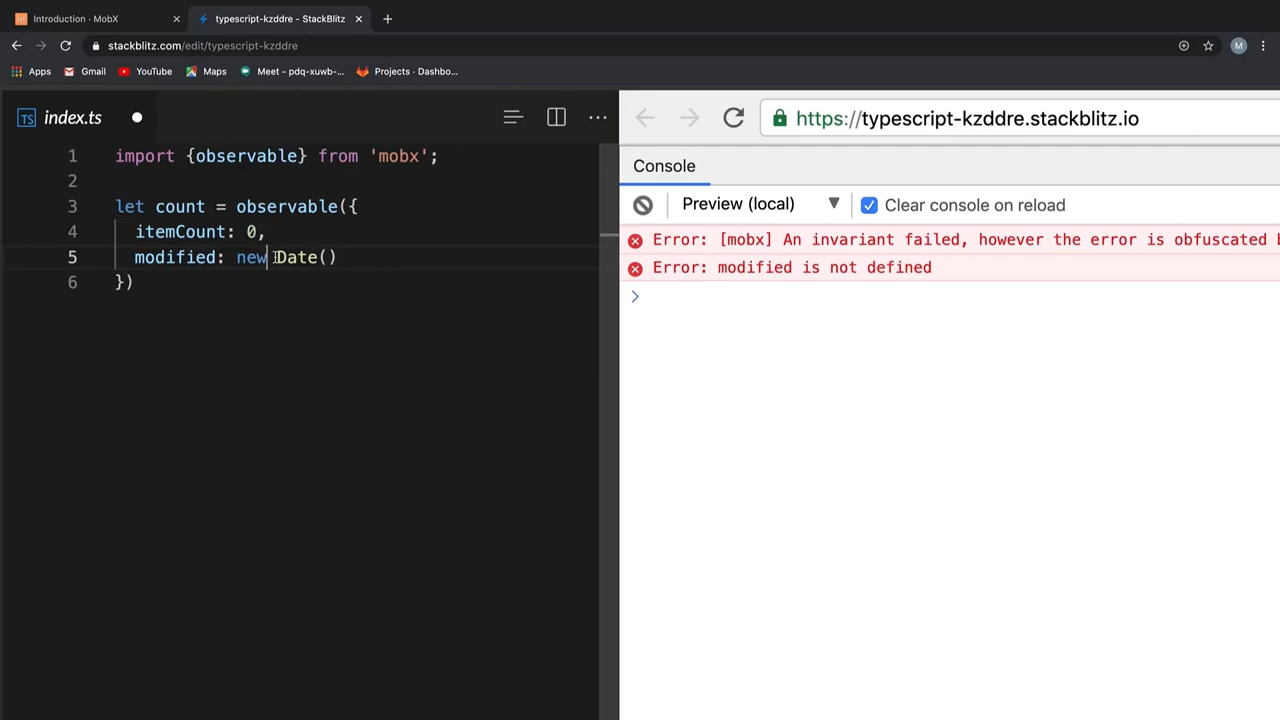 Introduction · MobX
typescript-kzddre - StackBlitz
stackblitz.com/edit/typescript-kzddre
M
Apps
Gmail
YouTube
Maps
Meet - pdq-xuwb-...
Projects · Dashbo...
TS index.ts
https://typescript-kzddre.stackblitz.io
1 import {observable} from 'mobx';
2
3 let count = observable({
4 itemCount: 0,
5 modified: new Date()
6 })
Console
Preview (local)
Clear console on reload
Error: [mobx] An invariant failed, however the error is obfuscated b
Error: modified is not defined
>